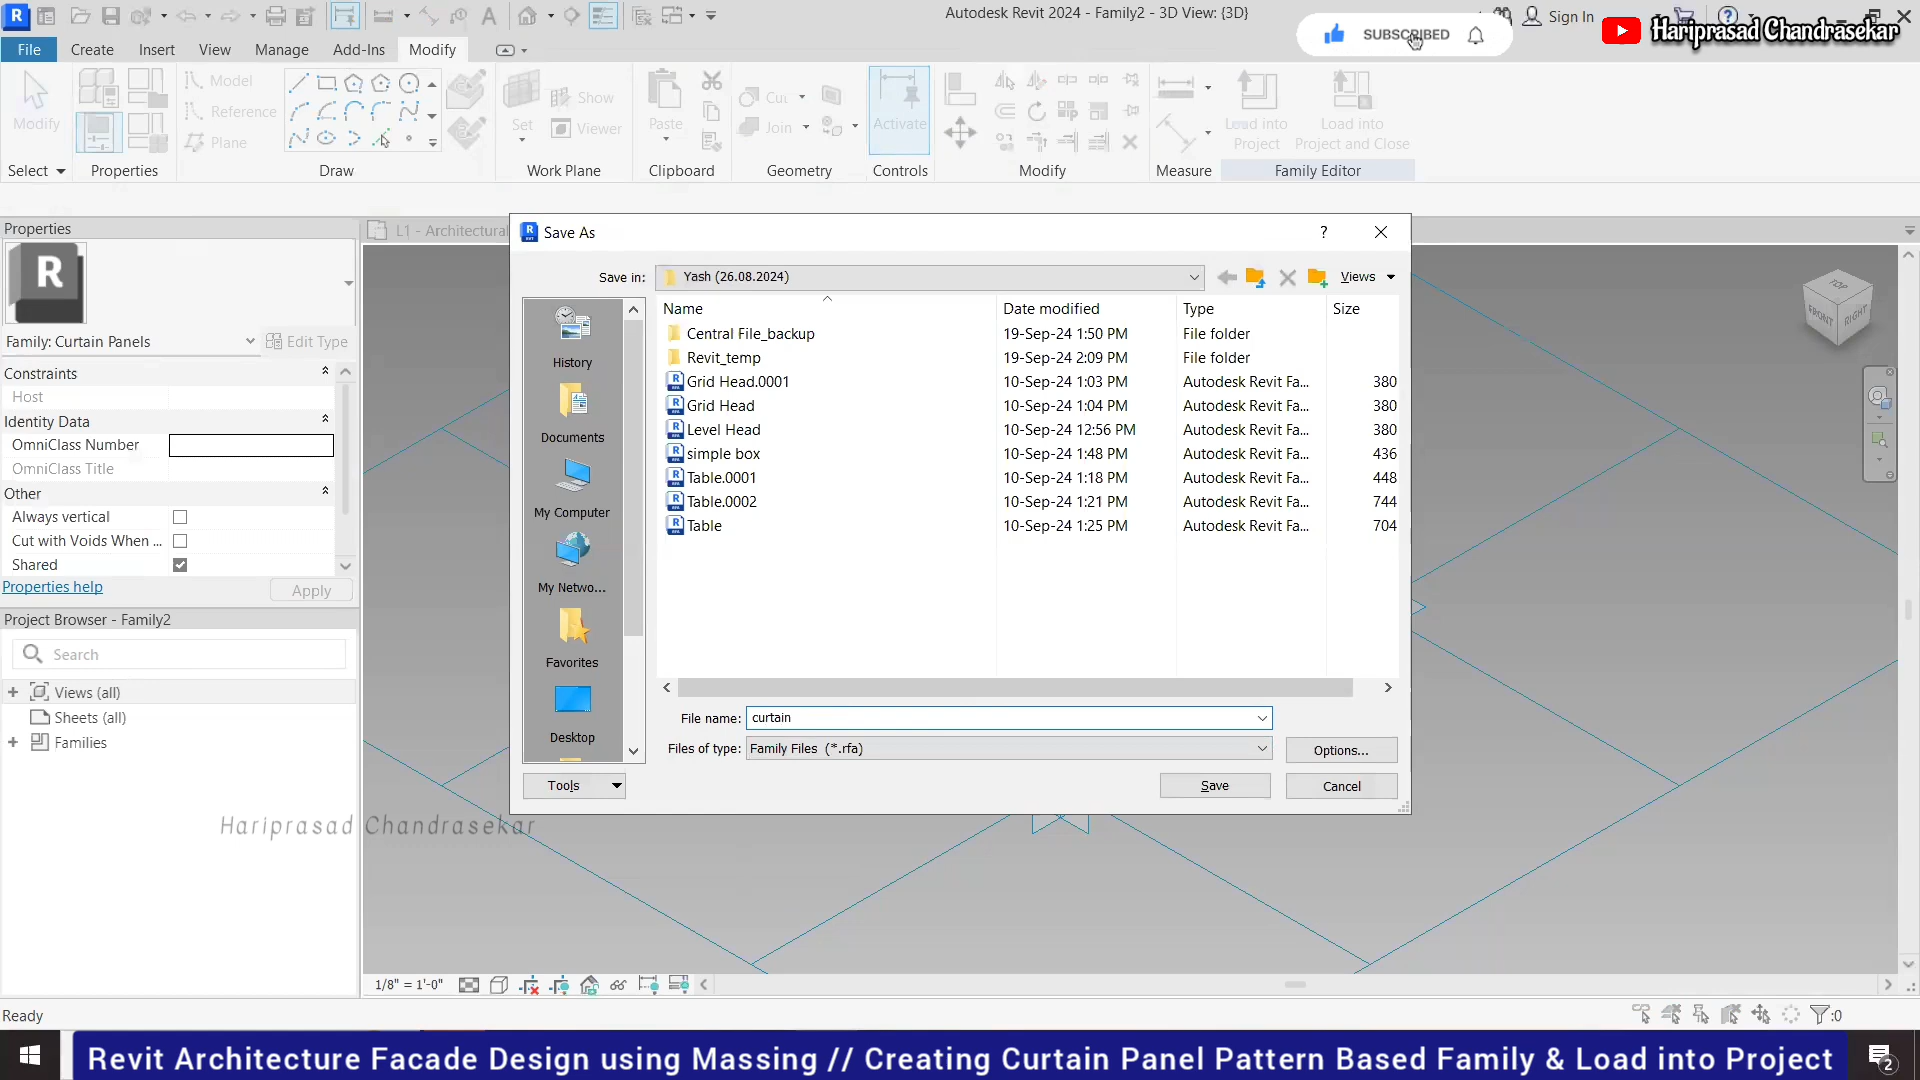 Autodesk Revit 2024 - Family2 - 3D View: {3D}
Sign In
SUBSCRIBED
Hariprasad Chandrasekar
File Create Insert View Manage Add-Ins Modify
Modify
Model
Reference
Plane
Set
Show
Viewer
Paste
Cut
Join
Activate
Load into Project
Load into Project and Close
Select Properties Draw Work Plane Clipboard Geometry Controls Modify Measure Family Editor
Properties
R
Family: Curtain Panels
Edit Type
Constraints
Host
Identity Data
OmniClass Number
OmniClass Title
Other
Always vertical
Cut with Voids When ...
Shared
Properties help
Apply
Project Browser - Family2
Search
Views (all)
Sheets (all)
Families
L1 - Architectural
Save As
Save in: Yash (26.08.2024)
Views
History
Documents
My Computer
My Netwo...
Favorites
Desktop
Name Date modified Type Size
Central File_backup 19-Sep-24 1:50 PM File folder
Revit_temp 19-Sep-24 2:09 PM File folder
Grid Head.0001 10-Sep-24 1:03 PM Autodesk Revit Fa... 380
Grid Head 10-Sep-24 1:04 PM Autodesk Revit Fa... 380
Level Head 10-Sep-24 12:56 PM Autodesk Revit Fa... 380
simple box 10-Sep-24 1:48 PM Autodesk Revit Fa... 436
Table.0001 10-Sep-24 1:18 PM Autodesk Revit Fa... 448
Table.0002 10-Sep-24 1:21 PM Autodesk Revit Fa... 744
Table 10-Sep-24 1:25 PM Autodesk Revit Fa... 704
File name: curtain
Files of type: Family Files (*.rfa)
Options...
Tools
Save
Cancel
TOP
FRONT
RIGHT
Hariprasad Chandrasekar
1/8" = 1'-0"
Ready
:0
Revit Architecture Facade Design using Massing // Creating Curtain Panel Pattern Based Family & Load into Project
2